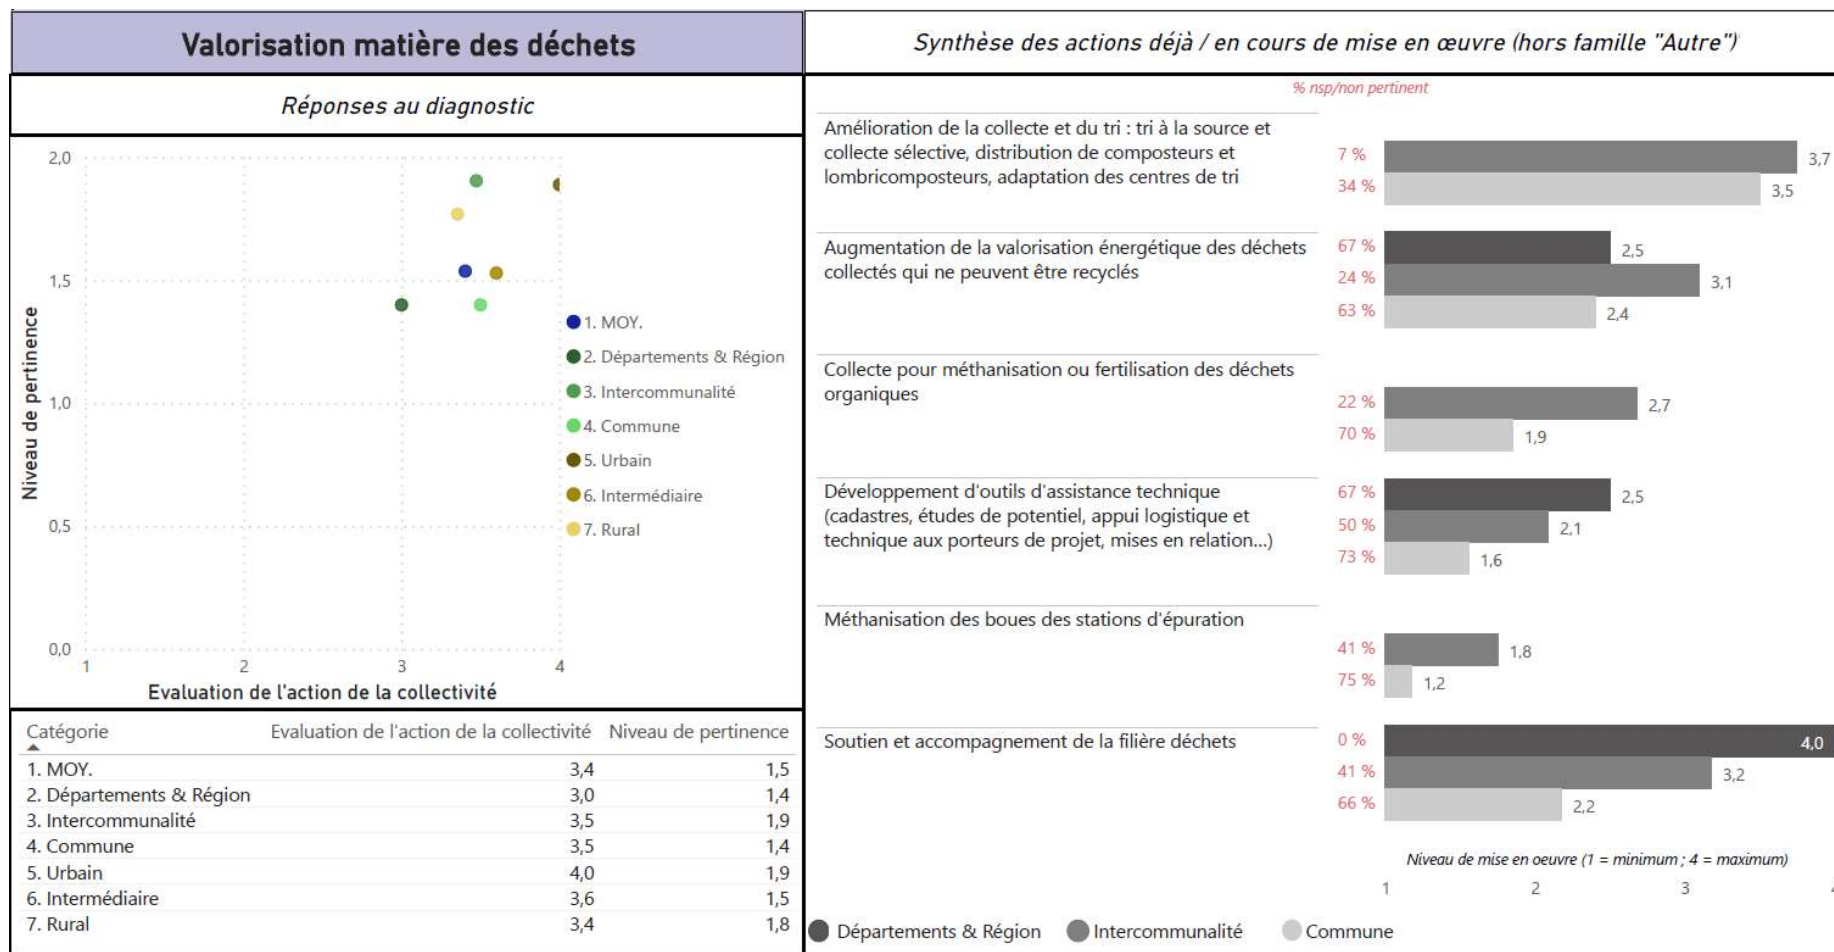 Valorisation matière des déchets
Réponses au diagnostic
2,0
1,5
1,0
0,5
0,0
1
2
3
4
Niveau de pertinence
Evaluation de l'action de la collectivité
1. MOY.
2. Départements & Région
3. Intercommunalité
4. Commune
5. Urbain
6. Intermédiaire
7. Rural
Catégorie Evaluation de l'action de la collectivité Niveau de pertinence
1. MOY. 3,4 1,5
2. Départements & Région 3,0 1,4
3. Intercommunalité 3,5 1,9
4. Commune 3,5 1,4
5. Urbain 4,0 1,9
6. Intermédiaire 3,6 1,5
7. Rural 3,4 1,8
Synthèse des actions déjà / en cours de mise en œuvre (hors famille "Autre")
% nsp/non pertinent
Amélioration de la collecte et du tri : tri à la source et
collecte sélective, distribution de composteurs et
lombricomposteurs, adaptation des centres de tri
7 % 3,7
34 % 3,5
Augmentation de la valorisation énergétique des déchets
collectés qui ne peuvent être recyclés
67 % 2,5
24 % 3,1
63 % 2,4
Collecte pour méthanisation ou fertilisation des déchets
organiques
22 % 2,7
70 % 1,9
Développement d'outils d'assistance technique
(cadastres, études de potentiel, appui logistique et
technique aux porteurs de projet, mises en relation...)
67 % 2,5
50 % 2,1
73 % 1,6
Méthanisation des boues des stations d'épuration
41 % 1,8
75 % 1,2
Soutien et accompagnement de la filière déchets
0 % 4,0
41 % 3,2
66 % 2,2
Niveau de mise en oeuvre (1 = minimum ; 4 = maximum)
1 2 3
Départements & Région Intercommunalité Commune